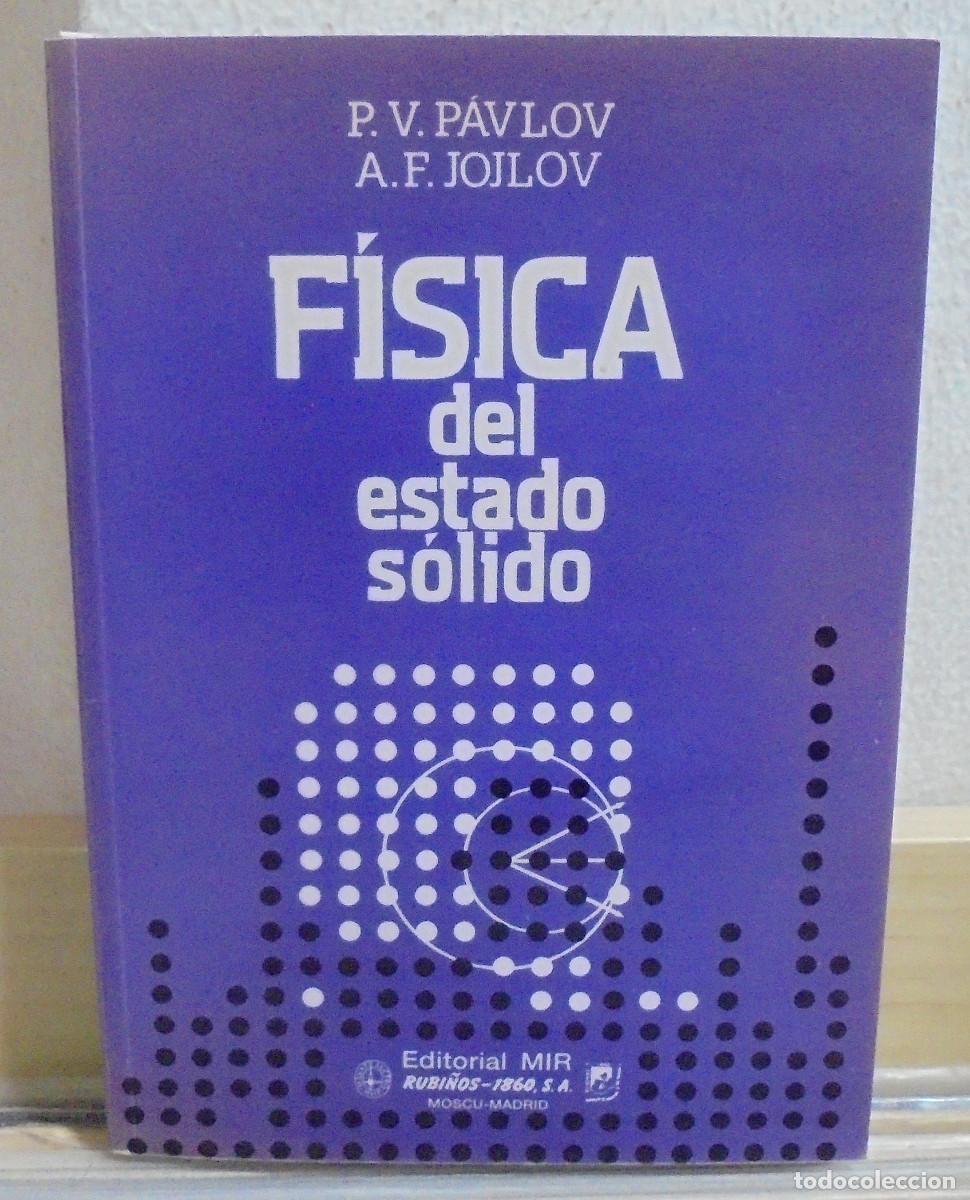 P. V. PÁVLOV
A. F. JOJLOV
FÍSICA
del
estado
sólido
Editorial MIR
RUBIÑOS-1860, S.A.
MOSCU-MADRID
todocoleccion